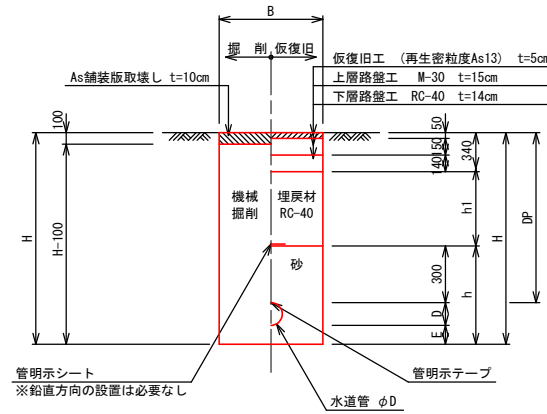 B
掘 削 仮復旧
仮復旧工 (再生密粒度As13) t=5cm
As舗装版取壊し t=10cm
上層路盤工 M-30 t=15cm
下層路盤工 RC-40 t=14cm
100
50
150
140
340
DP
機械
掘削
埋戻材
RC-40
H
H-100
h1
H
砂
300
h
D
E
管明示シート
※鉛直方向の設置は必要なし
管明示テープ
水道管 φD